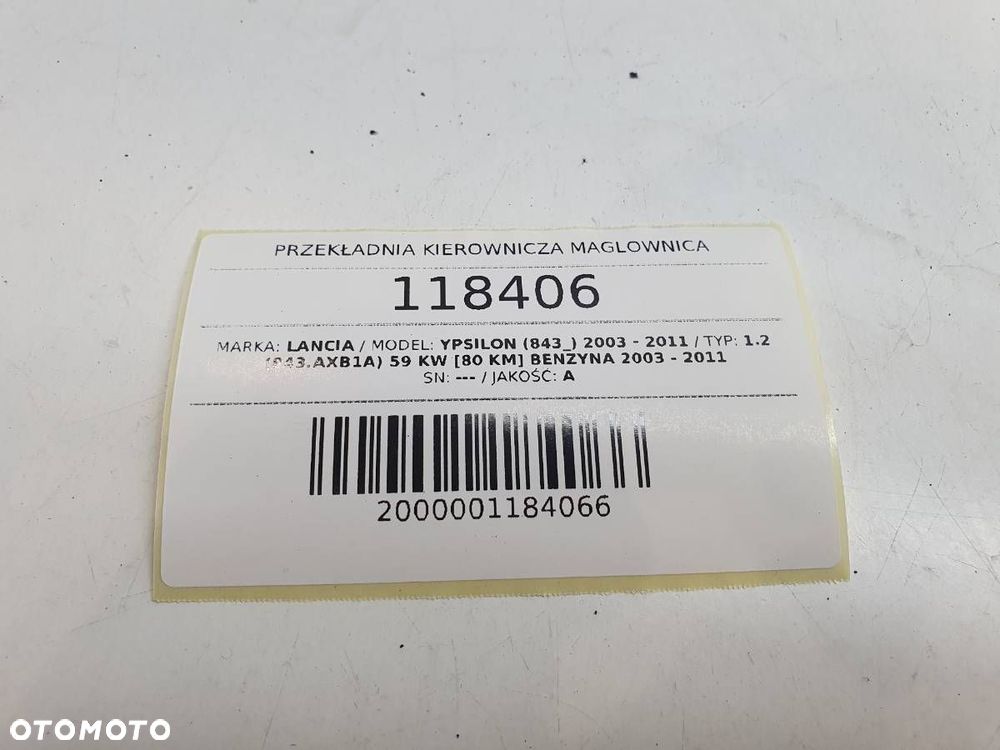 PRZEKŁADNIA KIEROWNICZA MAGLOWNICA
118406
MARKA: LANCIA / MODEL: YPSILON (843_) 2003 - 2011 / TYP: 1.2
(843.AXB1A) 59 KW [80 KM] BENZYNA 2003 - 2011
SN: --- / JAKOŚĆ: A
2000001184066
OTOMOTO